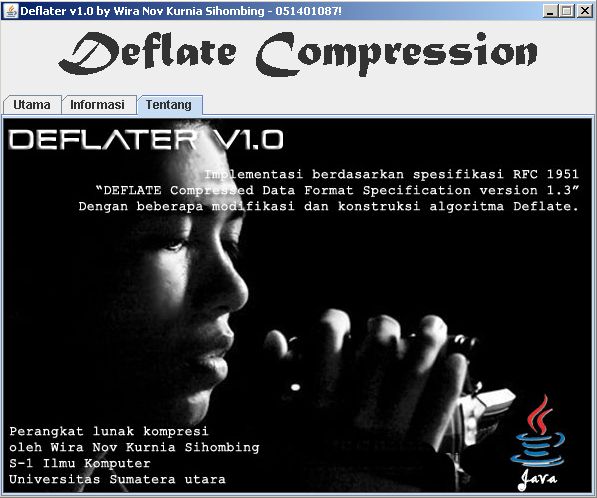 Deflater v1.0 by Wira Nov Kurnia Sihombing - 051401087!
Deflate Compression
Utama Informasi Tentang
DEFLATER V1.0
Implementasi berdasarkan spesifikasi RFC 1951
“DEFLATE Compressed Data Format Specification version 1.3”
Dengan beberapa modifikasi dan konstruksi algoritma Deflate.
Perangkat lunak kompresi
oleh Wira Nov Kurnia Sihombing
S-1 Ilmu Komputer
Universitas Sumatera utara
Java